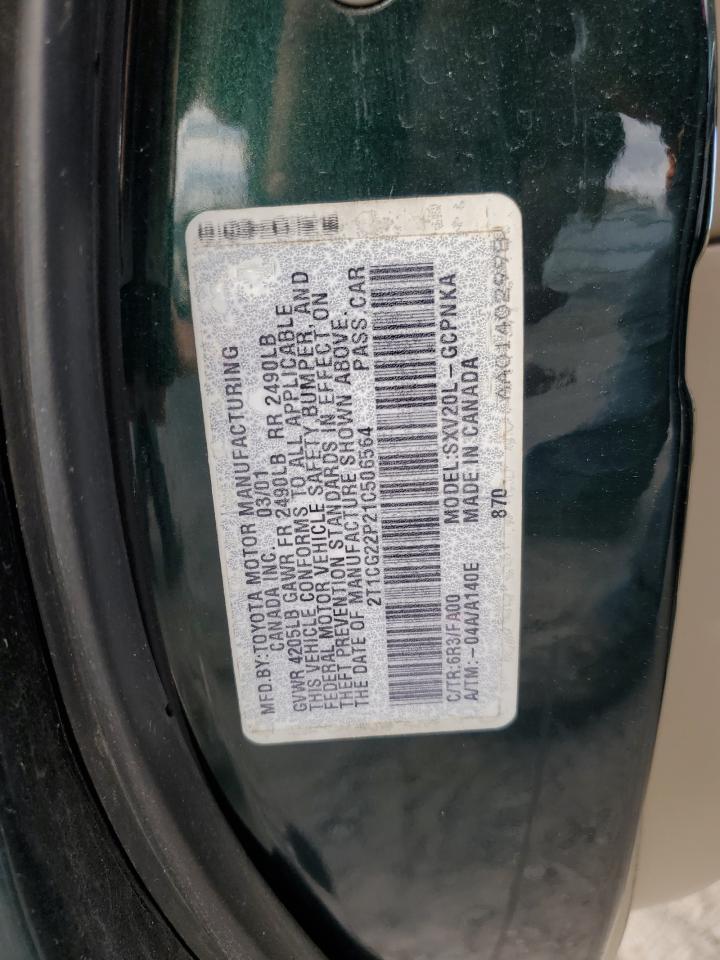 MFD.BY:TOYOTA MOTOR MANUFACTURING
CANADA INC. 03/01
GVWR 4205LB GAWR FR 2490LB RR 2490LB
THIS VEHICLE CONFORMS TO ALL APPLICABLE
FEDERAL MOTOR VEHICLE SAFETY,BUMPER, AND
THEFT PREVENTION STANDARDS IN EFFECT ON
THE DATE OF MANUFACTURE SHOWN ABOVE.
2T1CG22P21C506564 PASS.CAR
C/TR:6R3/FA00 MODEL:SXV20L-GCPNKA
A/TM:-04A/A140E MADE IN CANADA
870